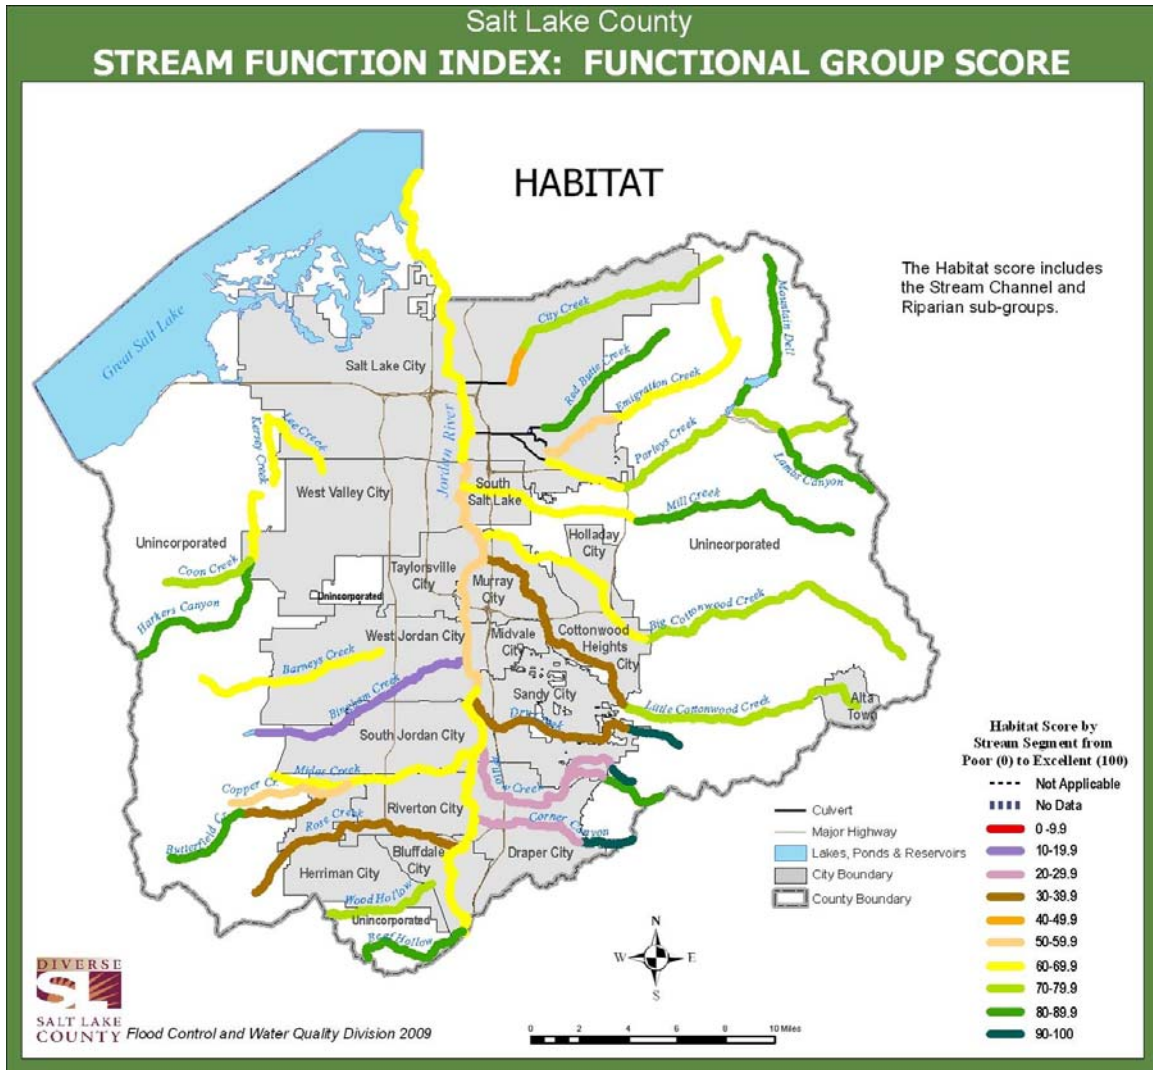 Salt Lake County
STREAM FUNCTION INDEX: FUNCTIONAL GROUP SCORE
HABITAT
The Habitat score includes
the Stream Channel and
Riparian sub-groups.
Great Salt Lake
Salt Lake City
City Creek
Mountain Dell
Red Butte Creek
Emigration Creek
Jordan River
Kersey Creek
Lee Creek
Parleys Creek
Lambs Canyon
West Valley City
South
Salt Lake
Mill Creek
Unincorporated
Holladay
City
Unincorporated
Coon Creek
Taylorsville
City
Murray
City
Unincorporated
Harkers Canyon
Big Cottonwood Creek
West Jordan City
Midvale
City
Cottonwood
Heights
City
Barneys Creek
Bingham Creek
Sandy City
Little Cottonwood Creek
Alta
Town
South Jordan City
Midas Creek
Copper Cr.
Creek
Riverton City
Rose Creek
Corner Canyon
Butterfield Cr.
Bluffdale
City
Draper City
Herriman City
Wood Hollow
Unincorporated
Beef Hollow
Habitat Score by
Stream Segment from
Poor (0) to Excellent (100)
Not Applicable
No Data
0 -9.9
10-19.9
20-29.9
30-39.9
40-49.9
50-59.9
60-69.9
70-79.9
80-89.9
90-100
Culvert
Major Highway
Lakes, Ponds & Reservoirs
City Boundary
County Boundary
N
W E
S
0 2 4 6 8 10 Miles
DIVERSE
SL
SALT LAKE
COUNTY
Flood Control and Water Quality Division 2009